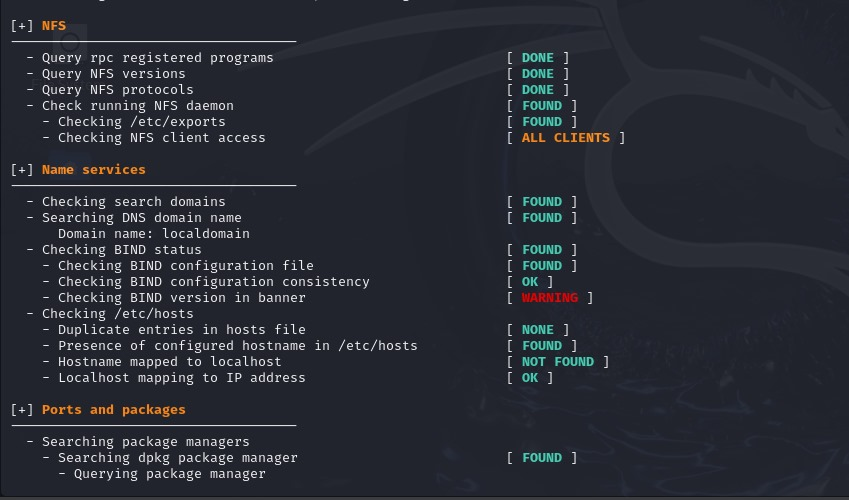 [+] NFS
- Query rpc registered programs [ DONE ]
- Query NFS versions [ DONE ]
- Query NFS protocols [ DONE ]
- Check running NFS daemon [ FOUND ]
- Checking /etc/exports [ FOUND ]
- Checking NFS client access [ ALL CLIENTS ]
[+] Name services
- Checking search domains [ FOUND ]
- Searching DNS domain name [ FOUND ]
Domain name: localdomain
- Checking BIND status [ FOUND ]
- Checking BIND configuration file [ FOUND ]
- Checking BIND configuration consistency [ OK ]
- Checking BIND version in banner [ WARNING ]
- Checking /etc/hosts
- Duplicate entries in hosts file [ NONE ]
- Presence of configured hostname in /etc/hosts [ FOUND ]
- Hostname mapped to localhost [ NOT FOUND ]
- Localhost mapping to IP address [ OK ]
[+] Ports and packages
- Searching package managers
- Searching dpkg package manager [ FOUND ]
- Querying package manager